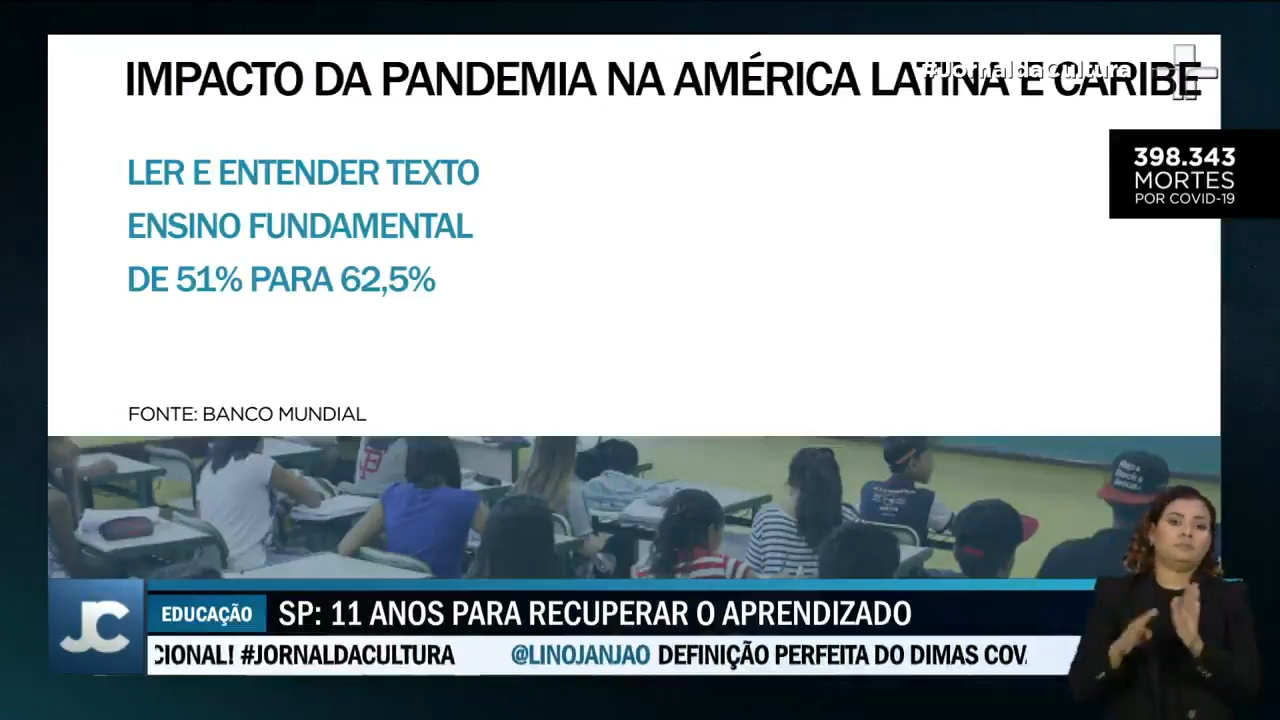 IMPACTO DA PANDEMIA NA AMÉRICA LATINA E CARIBE
#JornaldaCultura
398.343
MORTES
POR COVID-19
LER E ENTENDER TEXTO
ENSINO FUNDAMENTAL
DE 51% PARA 62,5%
FONTE: BANCO MUNDIAL
JC
EDUCAÇÃO
SP: 11 ANOS PARA RECUPERAR O APRENDIZADO
CIONAL! #JORNALDACULTURA @LINOJANJAO DEFINIÇÃO PERFEITA DO DIMAS COV